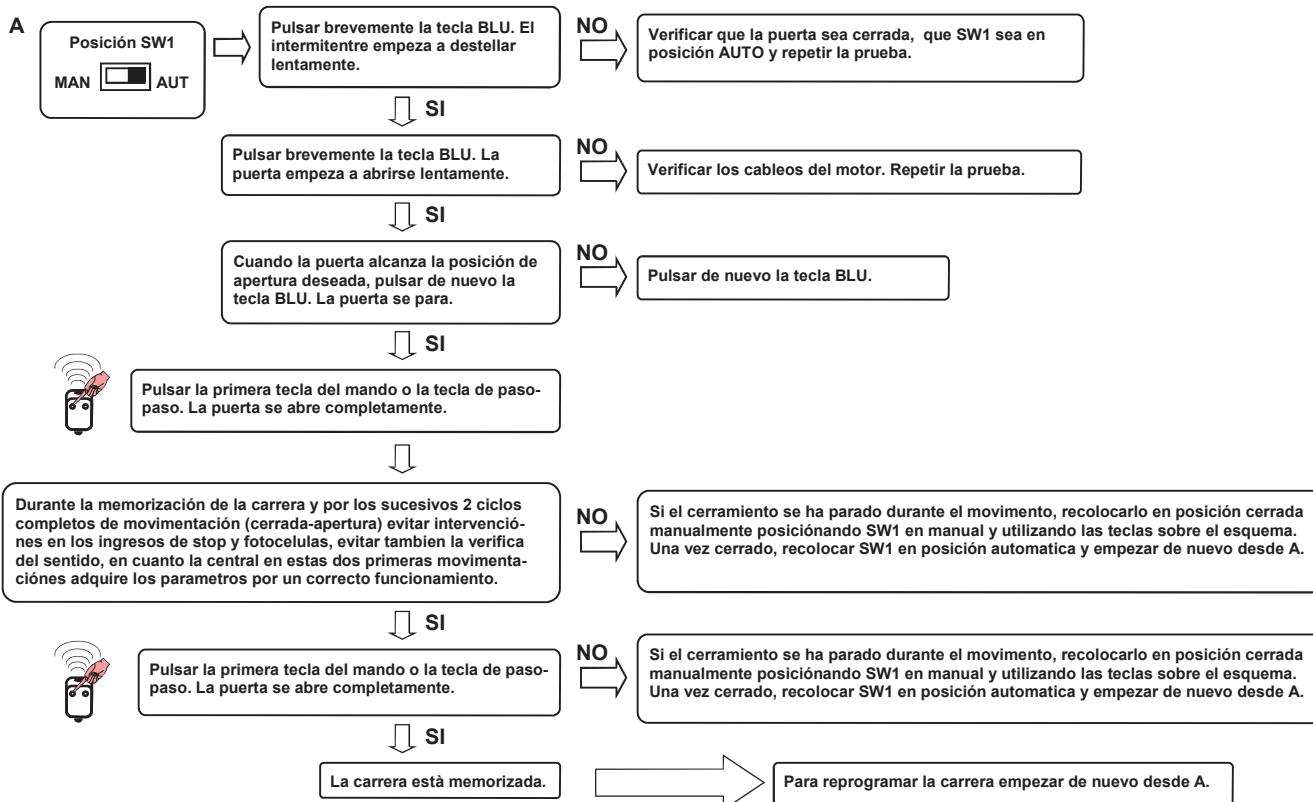 A
Posición SW1
MAN AUT
Pulsar brevemente la tecla BLU. El
intermitentre empeza a destellar
lentamente.
NO
Verificar que la puerta sea cerrada, que SW1 sea en
posición AUTO y repetir la prueba.
SI
Pulsar brevemente la tecla BLU. La
puerta empeza a abrirse lentamente.
NO
Verificar los cableos del motor. Repetir la prueba.
SI
Cuando la puerta alcanza la posición de
apertura deseada, pulsar de nuevo la
tecla BLU. La puerta se para.
NO
Pulsar de nuevo la tecla BLU.
SI
Pulsar la primera tecla del mando o la tecla de paso-
paso. La puerta se abre completamente.
Durante la memorización de la carrera y por los sucesivos 2 ciclos
completos de movimentación (cerrada-apertura) evitar intervenció-
nes en los ingresos de stop y fotocelulas, evitar tambien la verifica
del sentido, en cuanto la central en estas dos primeras movimenta-
ciónes adquire los parametros por un correcto funcionamiento.
NO
Si el cerramiento se ha parado durante el movimento, recolocarlo en posición cerrada
manualmente posiciónando SW1 en manual y utilizando las teclas sobre el esquema.
Una vez cerrado, recolocar SW1 en posición automatica y empezar de nuevo desde A.
SI
Pulsar la primera tecla del mando o la tecla de paso-
paso. La puerta se abre completamente.
NO
Si el cerramiento se ha parado durante el movimento, recolocarlo en posición cerrada
manualmente posiciónando SW1 en manual y utilizando las teclas sobre el esquema.
Una vez cerrado, recolocar SW1 en posición automatica y empezar de nuevo desde A.
SI
La carrera està memorizada.
Para reprogramar la carrera empezar de nuevo desde A.